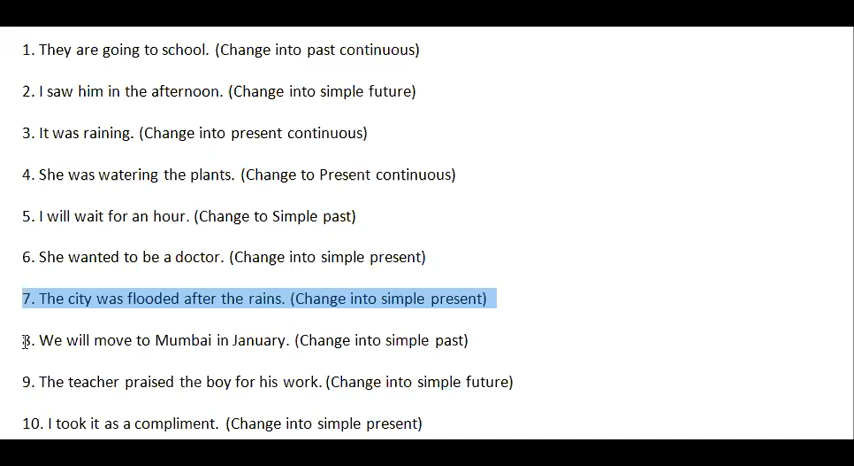 1. They are going to school. (Change into past continuous)
2. I saw him in the afternoon. (Change into simple future)
3. It was raining. (Change into present continuous)
4. She was watering the plants. (Change to Present continuous)
5. I will wait for an hour. (Change to Simple past)
6. She wanted to be a doctor. (Change into simple present)
7. The city was flooded after the rains. (Change into simple present)
8. We will move to Mumbai in January. (Change into simple past)
9. The teacher praised the boy for his work. (Change into simple future)
10. I took it as a compliment. (Change into simple present)